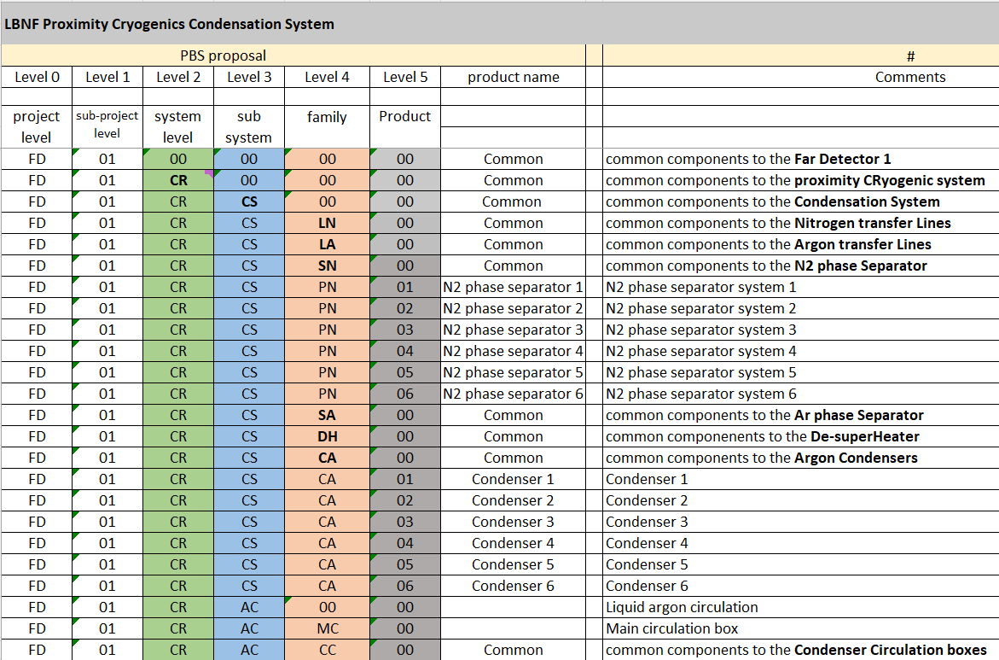 LBNF Proximity Cryogenics Condensation System
PBS proposal #
Level 0 Level 1 Level 2 Level 3 Level 4 Level 5 product name Comments
project level sub-project level system level sub system family Product
FD 01 00 00 00 00 Common common components to the Far Detector 1
FD 01 CR 00 00 00 Common common components to the proximity CRyogenic system
FD 01 CR CS 00 00 Common common components to the Condensation System
FD 01 CR CS LN 00 Common common components to the Nitrogen transfer Lines
FD 01 CR CS LA 00 Common common components to the Argon transfer Lines
FD 01 CR CS SN 00 Common common components to the N2 phase Separator
FD 01 CR CS PN 01 N2 phase separator 1 N2 phase separator system 1
FD 01 CR CS PN 02 N2 phase separator 2 N2 phase separator system 2
FD 01 CR CS PN 03 N2 phase separator 3 N2 phase separator system 3
FD 01 CR CS PN 04 N2 phase separator 4 N2 phase separator system 4
FD 01 CR CS PN 05 N2 phase separator 5 N2 phase separator system 5
FD 01 CR CS PN 06 N2 phase separator 6 N2 phase separator system 6
FD 01 CR CS SA 00 Common common components to the Ar phase Separator
FD 01 CR CS DH 00 Common common componenents to the De-superHeater
FD 01 CR CS CA 00 Common common components to the Argon Condensers
FD 01 CR CS CA 01 Condenser 1 Condenser 1
FD 01 CR CS CA 02 Condenser 2 Condenser 2
FD 01 CR CS CA 03 Condenser 3 Condenser 3
FD 01 CR CS CA 04 Condenser 4 Condenser 4
FD 01 CR CS CA 05 Condenser 5 Condenser 5
FD 01 CR CS CA 06 Condenser 6 Condenser 6
FD 01 CR AC 00 00 Liquid argon circulation
FD 01 CR AC MC 00 Main circulation box
FD 01 CR AC CC 00 Common common components to the Condenser Circulation boxes